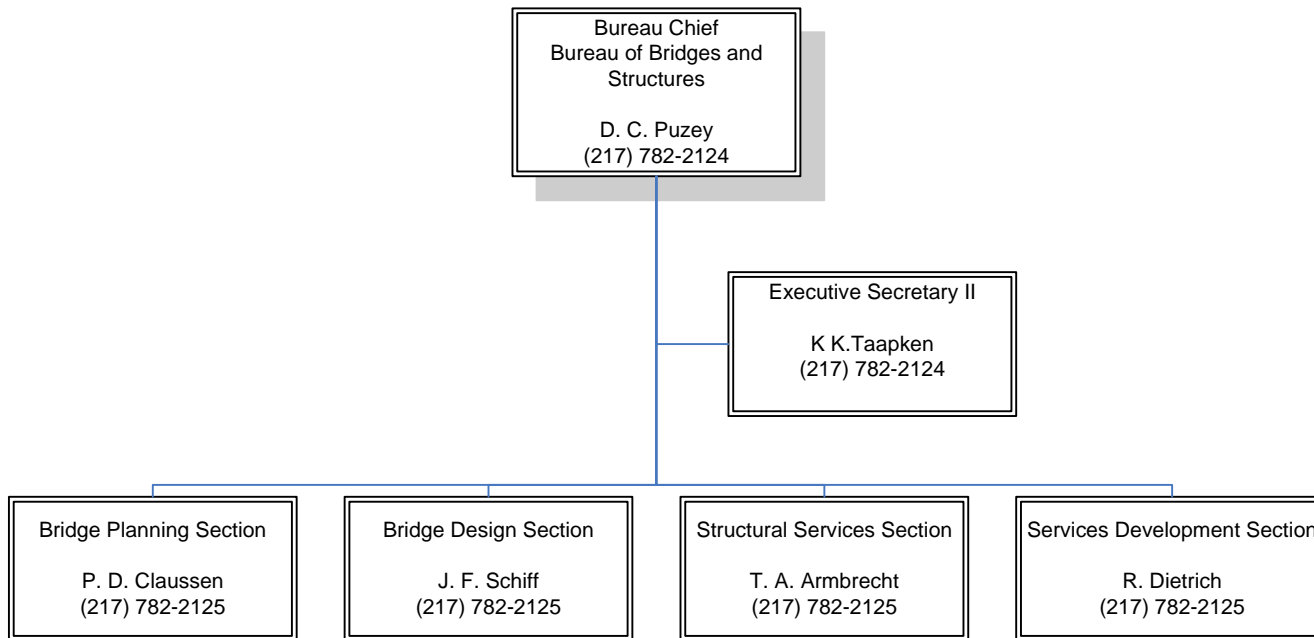 Bureau Chief
Bureau of Bridges and
Structures
D. C. Puzey
(217) 782-2124
Executive Secretary II
K K.Taapken
(217) 782-2124
Bridge Planning Section
P. D. Claussen
(217) 782-2125
Bridge Design Section
J. F. Schiff
(217) 782-2125
Structural Services Section
T. A. Armbrecht
(217) 782-2125
Services Development Section
R. Dietrich
(217) 782-2125